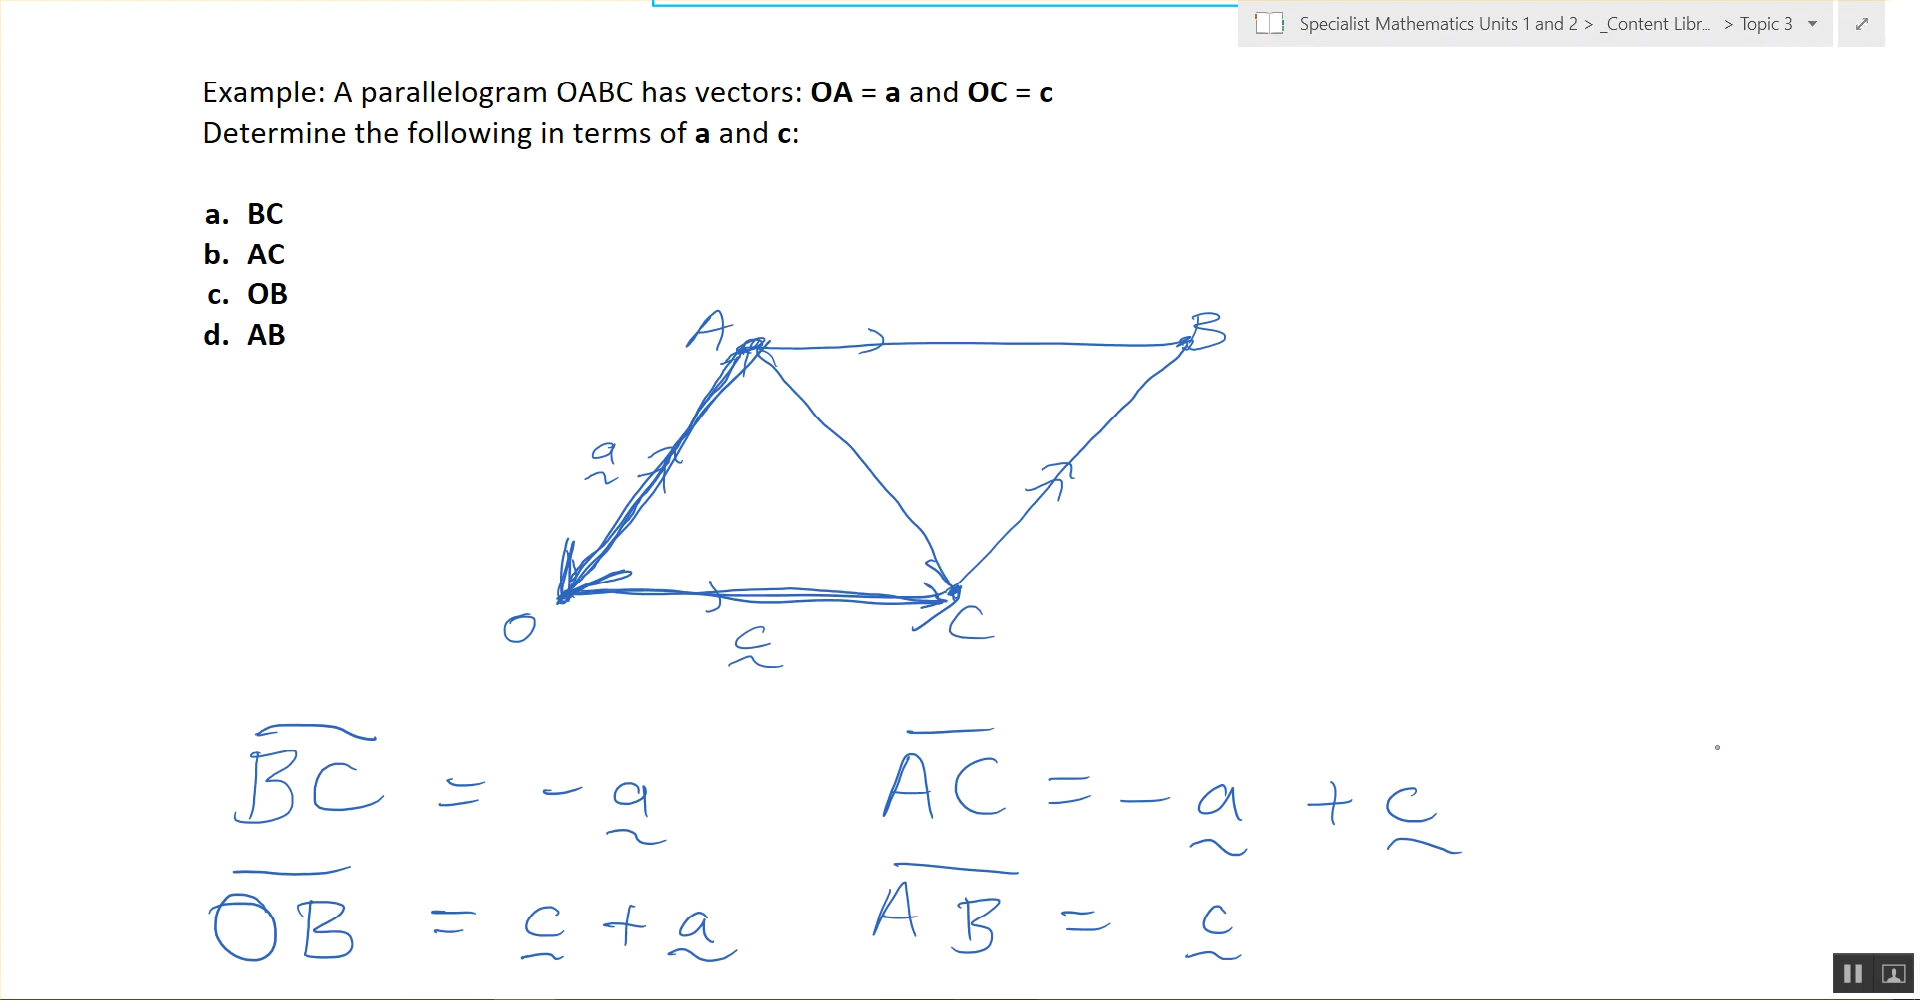 Specialist Mathematics Units 1 and 2 > _Content Libr... > Topic 3
Example: A parallelogram OABC has vectors: OA = a and OC = c
Determine the following in terms of a and c:
a. BC
b. AC
c. OB
d. AB
A
B
a
O
C
c
BC = - a
AC = - a + c
OB = c + a
AB = c